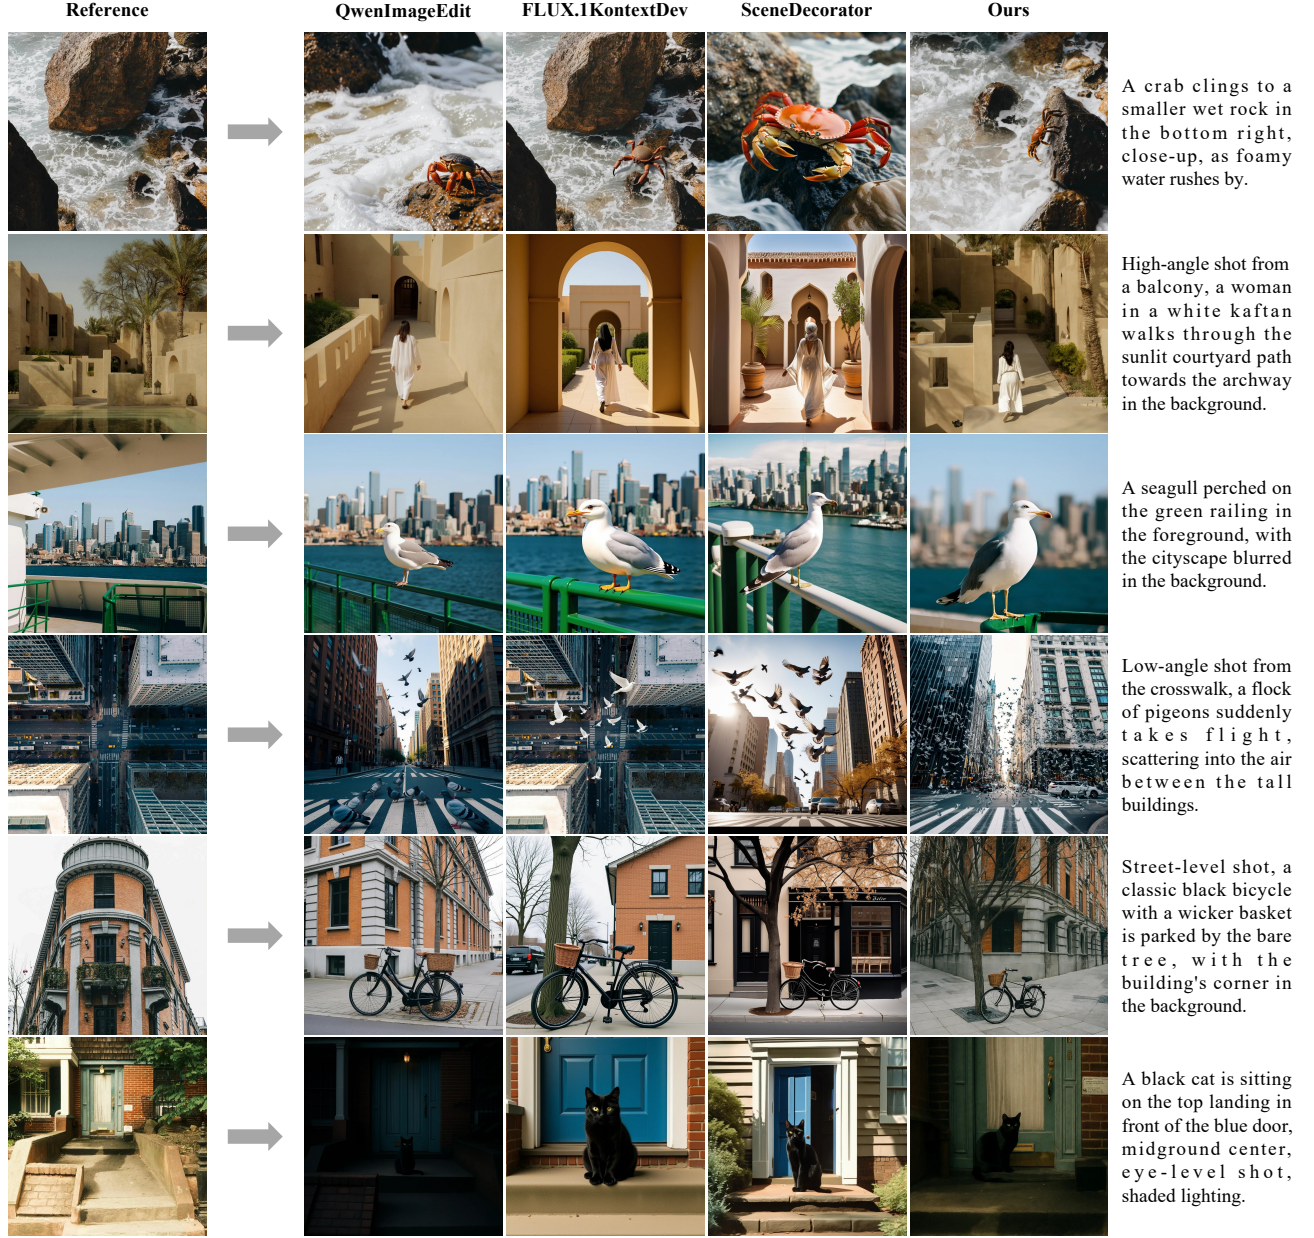 Reference
QwenImageEdit
FLUX.1KontextDev
SceneDecorator
Ours
A crab clings to a
smaller wet rock in
the bottom right,
close-up, as foamy
water rushes by.
High-angle shot from
a balcony, a woman
in a white kaftan
walks through the
sunlit courtyard path
towards the archway
in the background.
A seagull perched on
the green railing in
the foreground, with
the cityscape blurred
in the background.
Low-angle shot from
the crosswalk, a flock
of pigeons suddenly
takes flight,
scattering into the air
between the tall
buildings.
Street-level shot, a
classic black bicycle
with a wicker basket
is parked by the bare
tree, with the
building's corner in
the background.
A black cat is sitting
on the top landing in
front of the blue door,
midground center,
eye-level shot,
shaded lighting.